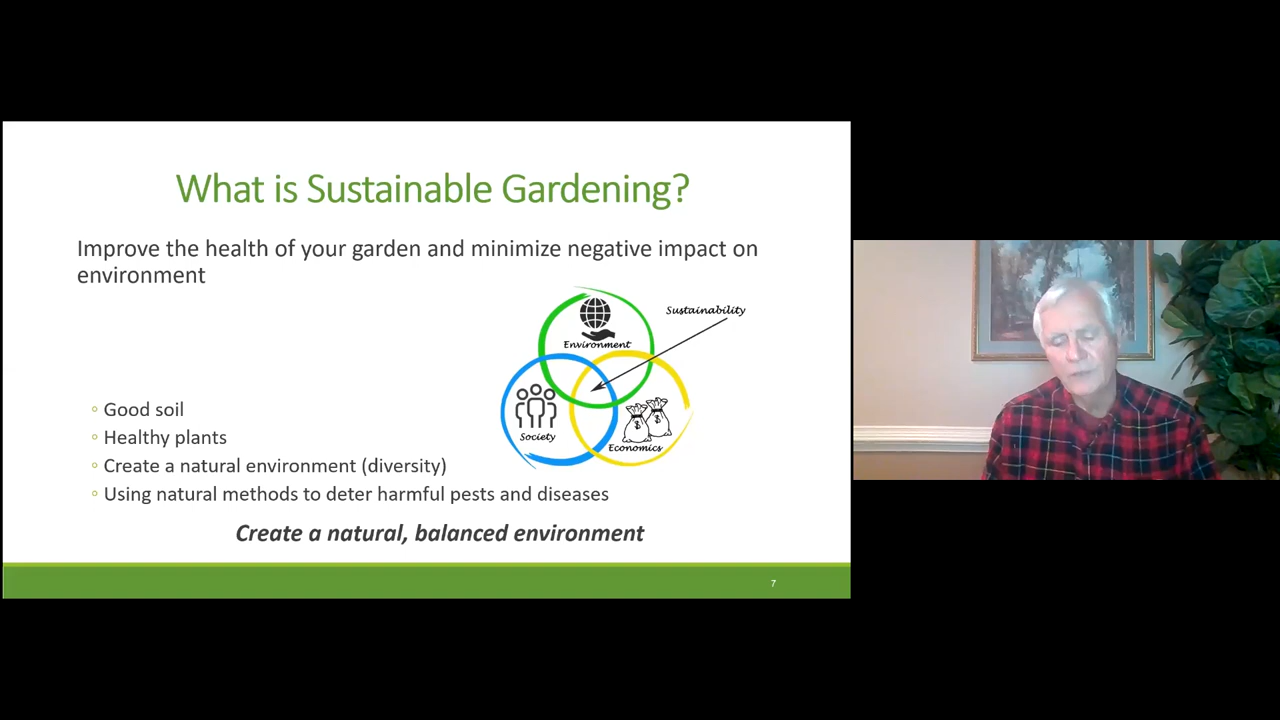 What is Sustainable Gardening?
Improve the health of your garden and minimize negative impact on
environment
Sustainability
Environment
Society
Economics
◦ Good soil
◦ Healthy plants
◦ Create a natural environment (diversity)
◦ Using natural methods to deter harmful pests and diseases
Create a natural, balanced environment
7